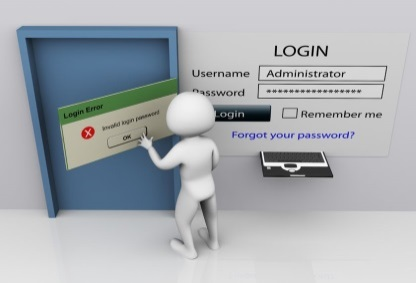 Login Error
Invalid login password
OK
LOGIN
Username Administrator
Password *****************
Login Remember me
Forgot your password?